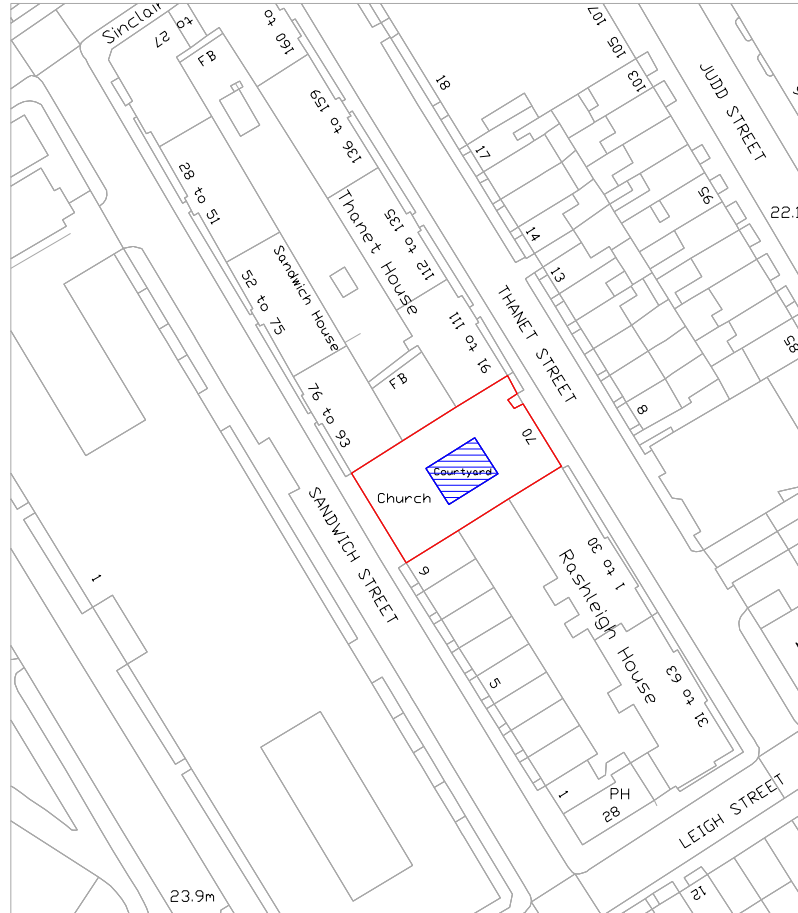 Sinclair
to 27
FB
160
to
107
105
103
18
JUDD STREET
136 to 159
17
28 to 51
95
22.1
Thanet House
112 to 135
14
Sandwich House
13
52 to 75
THANET STREET
91 to 111
85
FB
76 to 93
8
70
Courtyard
Church
SANDWICH STREET
1 to 30
9
Rashleigh House
1
5
31 to 63
1
PH
28
LEIGH STREET
12
23.9m